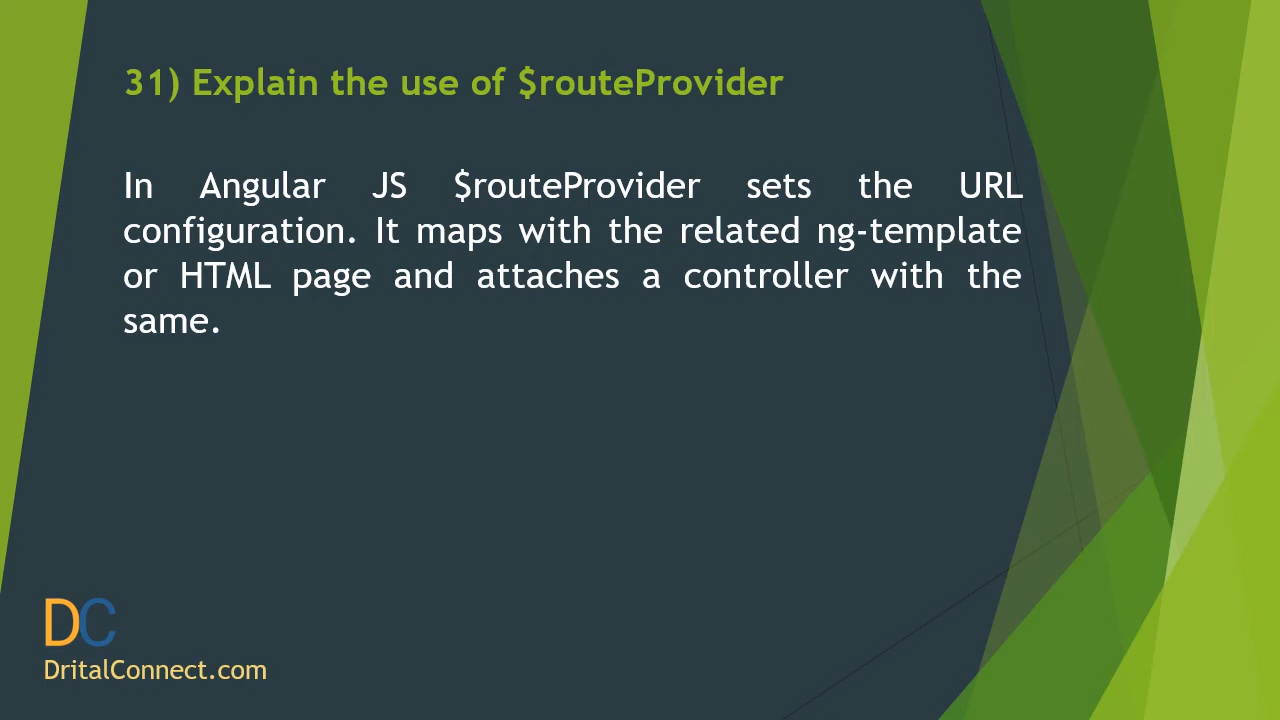 31) Explain the use of $routeProvider
In Angular JS $routeProvider sets the URL
configuration. It maps with the related ng-template
or HTML page and attaches a controller with the
same.
DC
DritalConnect.com